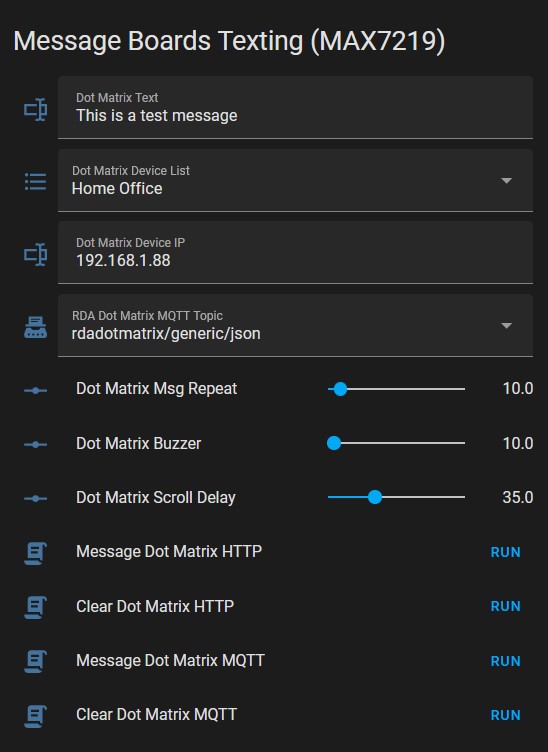 Message Boards Texting (MAX7219)
Dot Matrix Text
This is a test message
Dot Matrix Device List
Home Office
Dot Matrix Device IP
192.168.1.88
RDA Dot Matrix MQTT Topic
rdadotmatrix/generic/json
Dot Matrix Msg Repeat 10.0
Dot Matrix Buzzer 10.0
Dot Matrix Scroll Delay 35.0
Message Dot Matrix HTTP RUN
Clear Dot Matrix HTTP RUN
Message Dot Matrix MQTT RUN
Clear Dot Matrix MQTT RUN